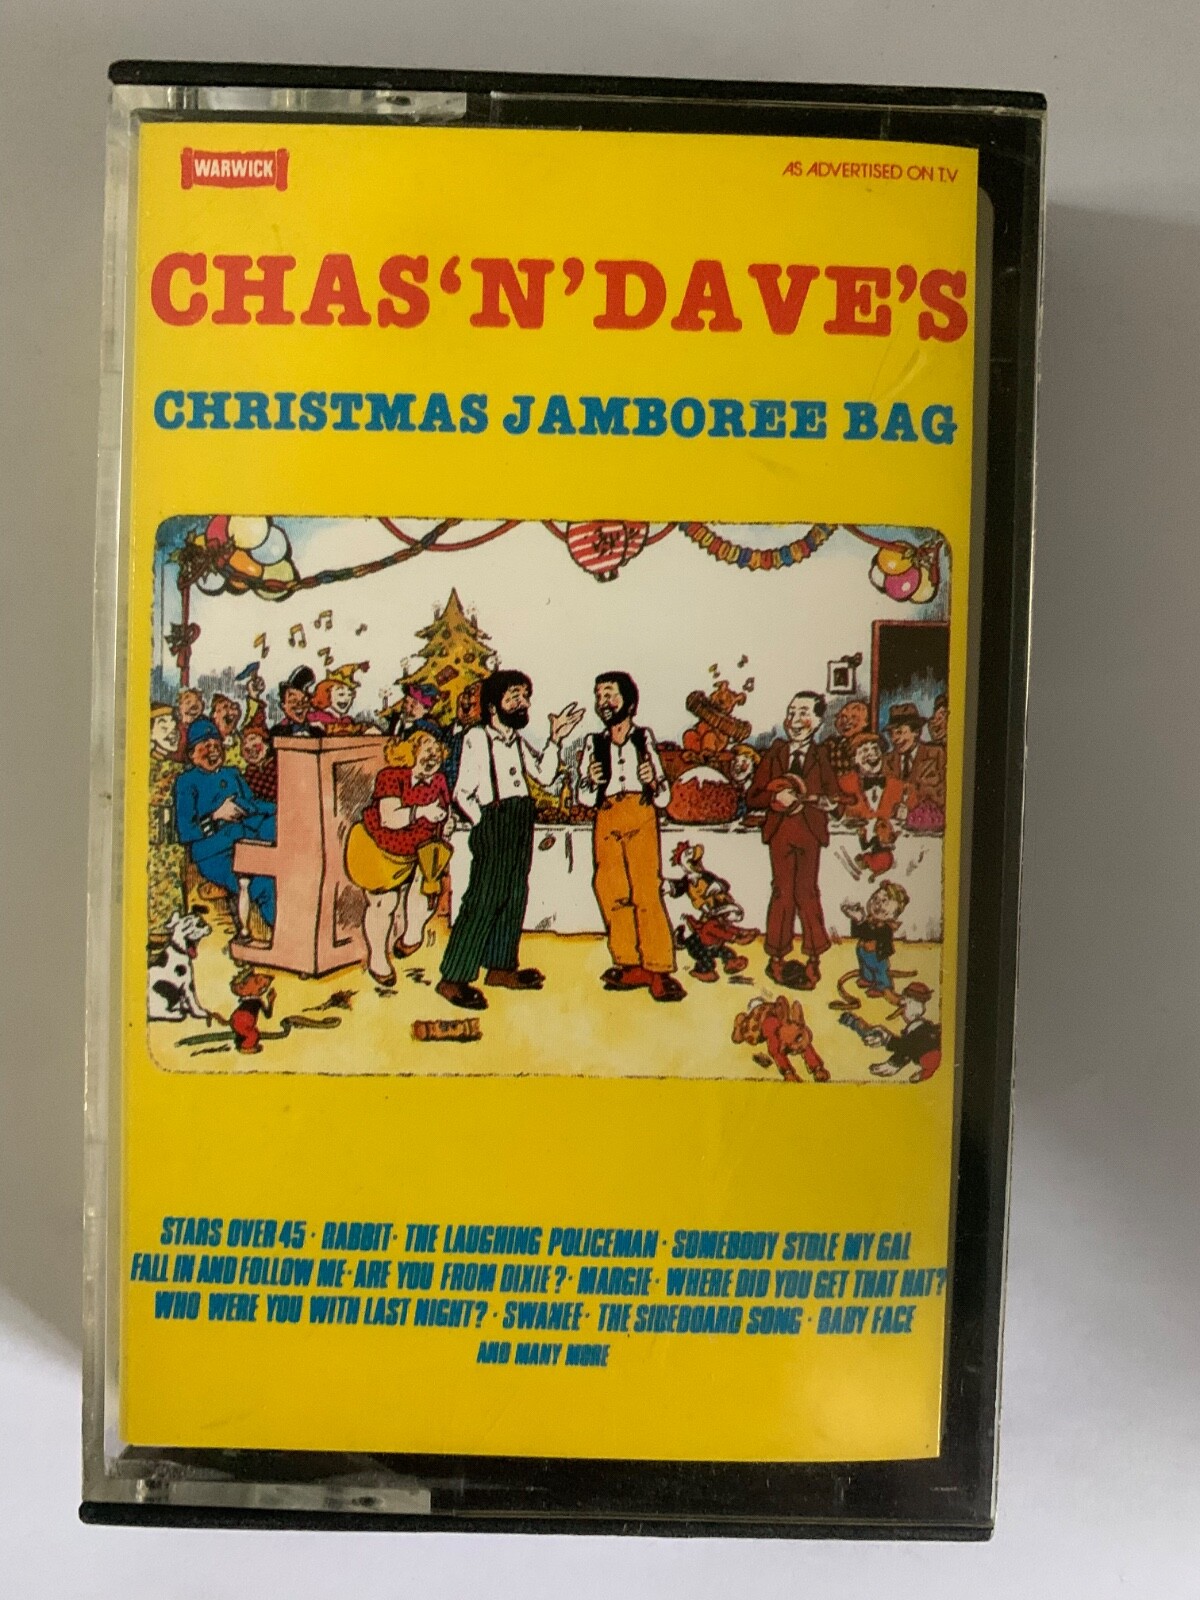 WARWICK
AS ADVERTISED ON T.V
CHAS‘N’DAVE’S
CHRISTMAS JAMBOREE BAG
STARS OVER 45 · RABBIT · THE LAUGHING POLICEMAN · SOMEBODY STOLE MY GAL
FALL IN AND FOLLOW ME · ARE YOU FROM DIXIE? · MARGIE · WHERE DID YOU GET THAT HAT?
WHO WERE YOU WITH LAST NIGHT? · SWANEE · THE SIDEBOARD SONG · BABY FACE
AND MANY MORE